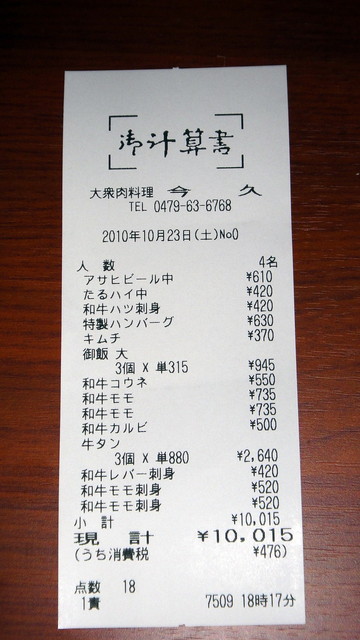 御計算書
大衆肉料理 今 久
TEL 0479-63-6768
2010年10月23日(土)No0
人 数 4名
アサヒビール中 ¥610
たるハイ中 ¥420
和牛ハツ刺身 ¥420
特製ハンバーグ ¥630
キムチ ¥370
御飯 大
3個 X 単315 ¥945
和牛コウネ ¥550
和牛モモ ¥735
和牛モモ ¥735
和牛カルビ ¥500
牛タン
3個 X 単880 ¥2,640
和牛レバー刺身 ¥420
和牛モモ刺身 ¥520
和牛モモ刺身 ¥520
小 計 ¥10,015
現 計 ¥10,015
(うち消費税 ¥476)
点数 18
1責 7509 18時17分